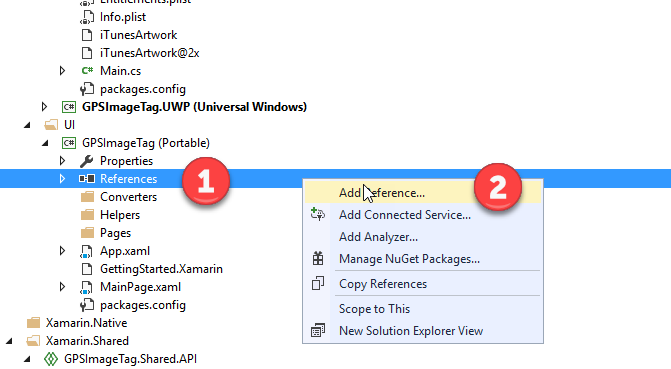 Entitlements.plist
Info.plist
iTunesArtwork
iTunesArtwork@2x
C# Main.cs
packages.config
C# GPSImageTag.UWP (Universal Windows)
UI
C# GPSImageTag (Portable)
Properties
References
1
Add Reference...
2
Converters
Add Connected Service...
Helpers
Add Analyzer...
Pages
App.xaml
Manage NuGet Packages...
GettingStarted.Xamarin
Copy References
MainPage.xaml
packages.config
Scope to This
Xamarin.Native
New Solution Explorer View
Xamarin.Shared
GPSImageTag.Shared.API